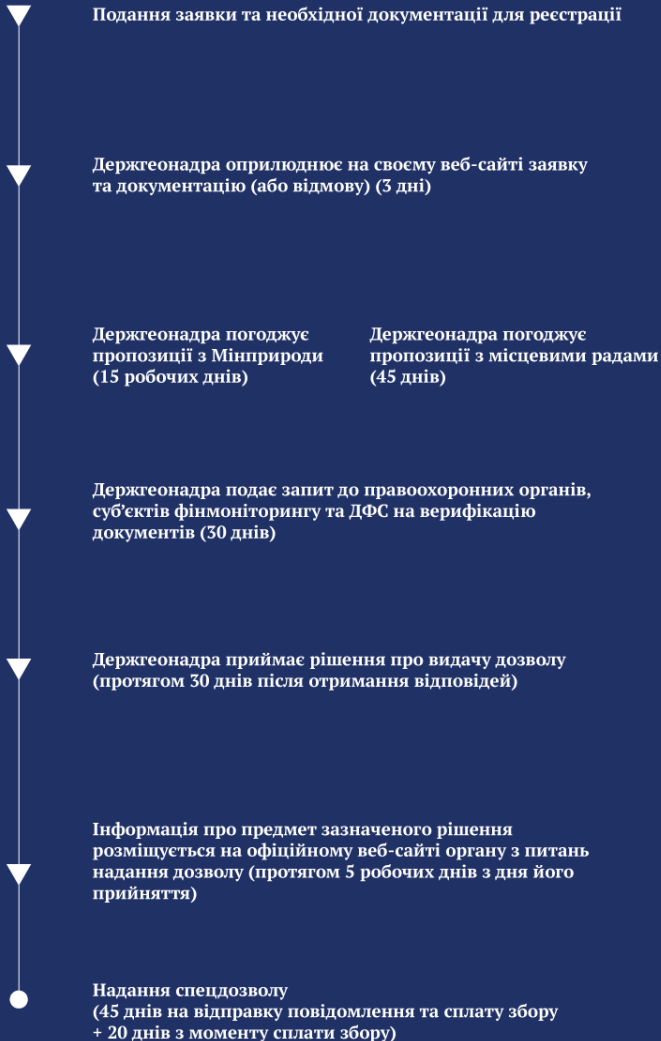 Подання заявки та необхідної документації для реєстрації
Держгеонадра оприлюднює на своєму веб-сайті заявку
та документацію (або відмову) (3 дні)
Держгеонадра погоджує
пропозиції з Мінприроди
(15 робочих днів)
Держгеонадра погоджує
пропозиції з місцевими радами
(45 днів)
Держгеонадра подає запит до правоохоронних органів,
суб’єктів фінмоніторингу та ДФС на верифікацію
документів (30 днів)
Держгеонадра приймає рішення про видачу дозволу
(протягом 30 днів після отримання відповідей)
Інформація про предмет зазначеного рішення
розміщується на офіційному веб-сайті органу з питань
надання дозволу (протягом 5 робочих днів з дня його
прийняття)
Надання спецдозволу
(45 днів на відправку повідомлення та сплату збору
+ 20 днів з моменту сплати збору)